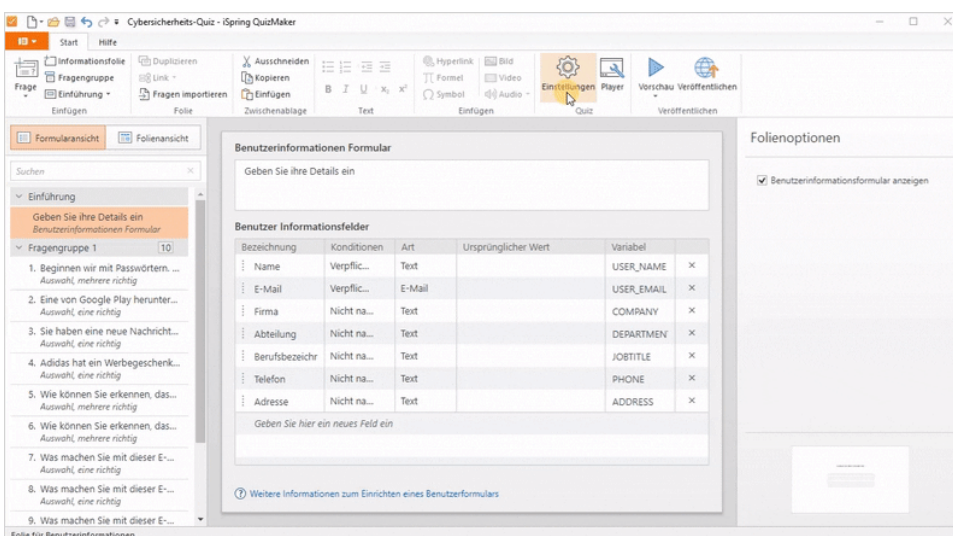 Cybersicherheits-Quiz - iSpring QuizMaker
Start Hilfe
Frage
Informationsfolie
Fragengruppe
Einführung
Einfügen
Duplizieren
Link
Fragen importieren
Folie
Ausschneiden
Kopieren
Einfügen
Zwischenablage
B I U X₂ X²
Text
Hyperlink
Formel
Symbol
Bild
Video
Audio
Einfügen
Einstellungen
Player
Quiz
Vorschau
Veröffentlichen
Veröffentlichen
Formularansicht
Folienansicht
Suchen
Einführung
Geben Sie ihre Details ein
Benutzerinformationen Formular
Fragengruppe 1 10
1. Beginnen wir mit Passwörtern. ...
Auswahl, mehrere richtig
2. Eine von Google Play herunter...
Auswahl, eine richtig
3. Sie haben eine neue Nachricht...
Auswahl, eine richtig
4. Adidas hat ein Werbegeschenk...
Auswahl, eine richtig
5. Wie können Sie erkennen, das...
Auswahl, mehrere richtig
6. Wie können Sie erkennen, das...
Auswahl, mehrere richtig
7. Was machen Sie mit dieser E-...
Auswahl, eine richtig
8. Was machen Sie mit dieser E-...
Auswahl, eine richtig
9. Was machen Sie mit dieser E-...
Benutzerinformationen Formular
Geben Sie ihre Details ein
Benutzer Informationsfelder
Bezeichnung Konditionen Art Ursprünglicher Wert Variabel
Name Verpflic... Text USER_NAME
E-Mail Verpflic... E-Mail USER_EMAIL
Firma Nicht na... Text COMPANY
Abteilung Nicht na... Text DEPARTMEN
Berufsbezeichr Nicht na... Text JOBTITLE
Telefon Nicht na... Text PHONE
Adresse Nicht na... Text ADDRESS
Geben Sie hier ein neues Feld ein
Weitere Informationen zum Einrichten eines Benutzerformulars
Folienoptionen
Benutzerinformationsformular anzeigen
Folie für Benutzerinformationen